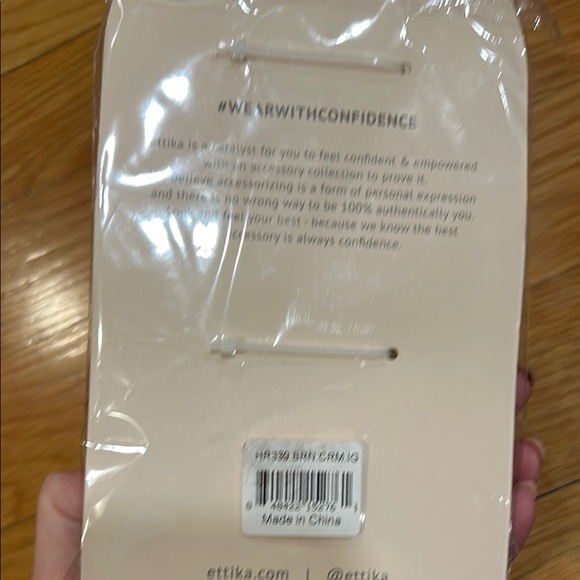 #WEARWITHCONFIDENCE
ettika is a catalyst for you to feel confident & empowered
with an accessory collection to prove it.
believe accessorizing is a form of personal expression
and there is no wrong way to be 100% authentically you.
feel your best - because we know the best
accessory is always confidence.
HR339.BRN.CRM.IG
Made in China
ettika.com | @ettika